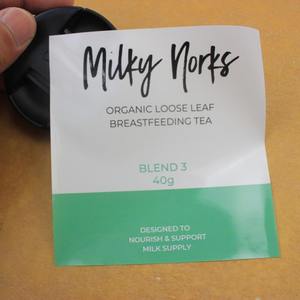 Milky Norks
ORGANIC LOOSE LEAF
BREASTFEEDING TEA
BLEND 3
40g
DESIGNED TO
NOURISH & SUPPORT
MILK SUPPLY